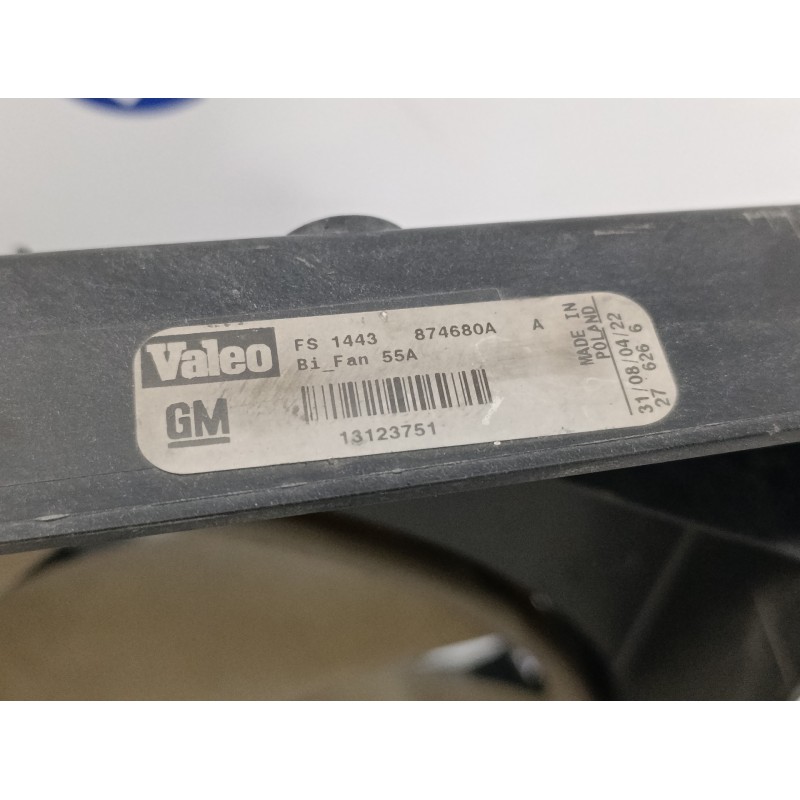 Valeo FS 1443 874680A A
Bi_Fan 55A
GM
13123751
MADE IN
POLAND
31/08/04/22
27 626 6